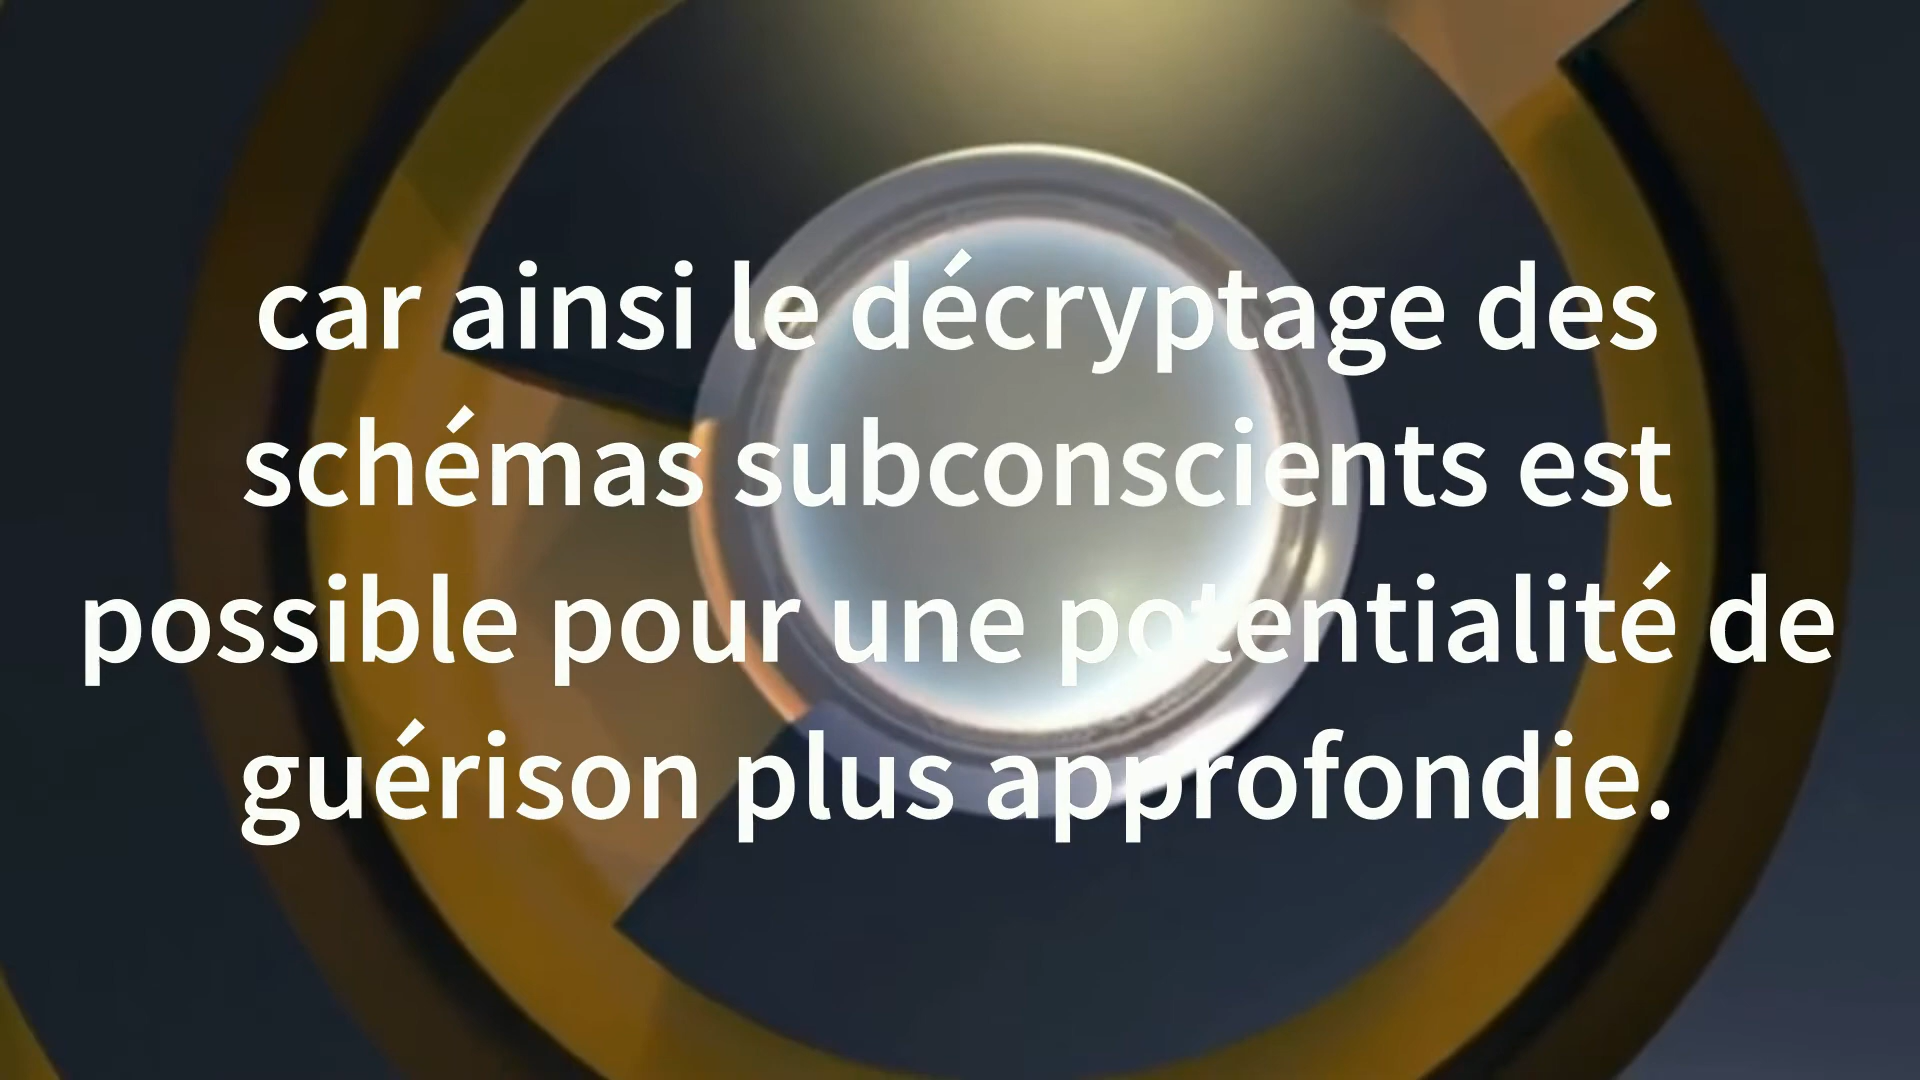 car ainsi le décryptage des
schémas subconscients est
possible pour une potentialité de
guérison plus approfondie.